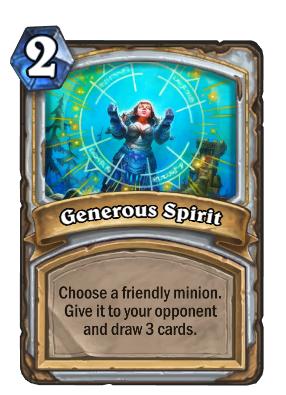 2
Generous Spirit
Choose a friendly minion.
Give it to your opponent
and draw 3 cards.